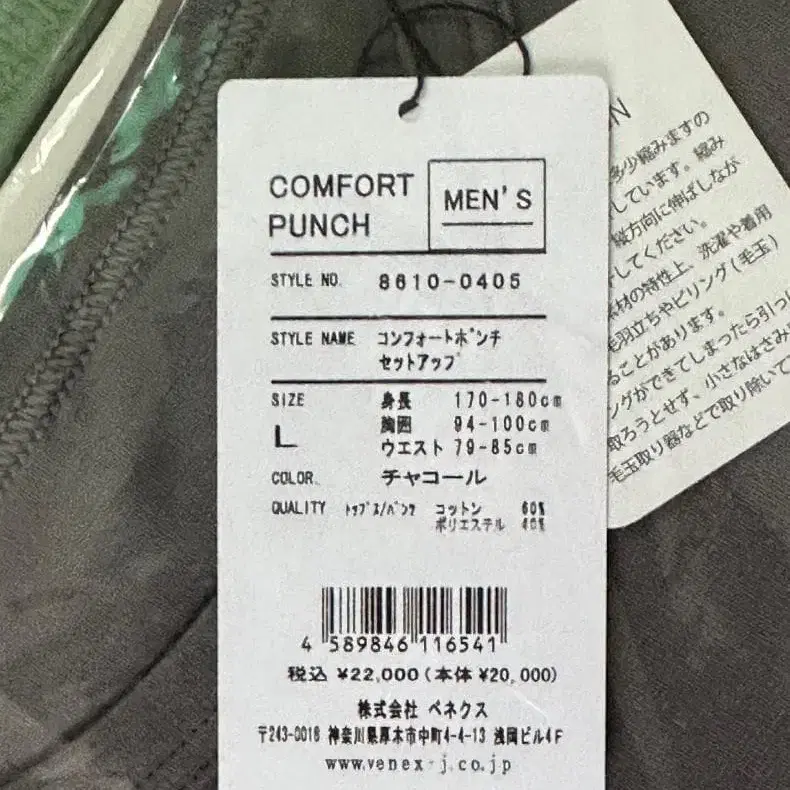 COMFORT
PUNCH
MEN'S
STYLE NO. 8610-0405
STYLE NAME コンフォートポンチ
セットアップ
SIZE 身長 170-180cm
L 胸囲 94-100cm
ウエスト 79-85cm
COLOR. チャコール
QUALITY トップス/パンツ コットン 60%
ポリエステル 40%
4 589846 116541
税込 ¥22,000(本体 ¥20,000)
株式会社 ベネクス
〒243-0018 神奈川県厚木市中町4-4-13 浅岡ビル4F
www.venex-j.co.jp
多少縮みますの
しています。縮み
縦方向に伸ばしなが
してください。
素材の特性上、洗濯や着用
毛羽立ちやピリング(毛玉)
ることがあります。
ングができてしまったら引っ
取ろうとせず、小さなはさみ
毛玉取り器などで取り除いて